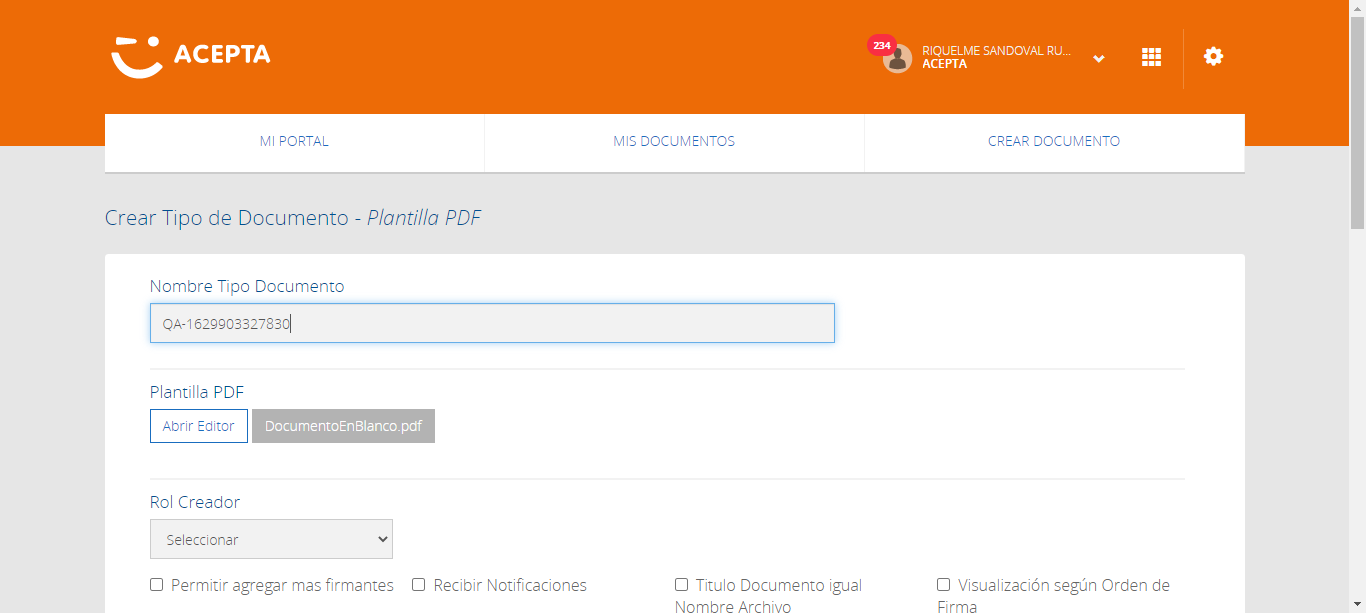 ACEPTA
234
RIQUELME SANDOVAL RU...
ACEPTA
MI PORTAL
MIS DOCUMENTOS
CREAR DOCUMENTO
Crear Tipo de Documento - Plantilla PDF
Nombre Tipo Documento
QA-1629903327830
Plantilla PDF
Abrir Editor
DocumentoEnBlanco.pdf
Rol Creador
Seleccionar
Permitir agregar mas firmantes
Recibir Notificaciones
Titulo Documento igual
Nombre Archivo
Visualización según Orden de
Firma